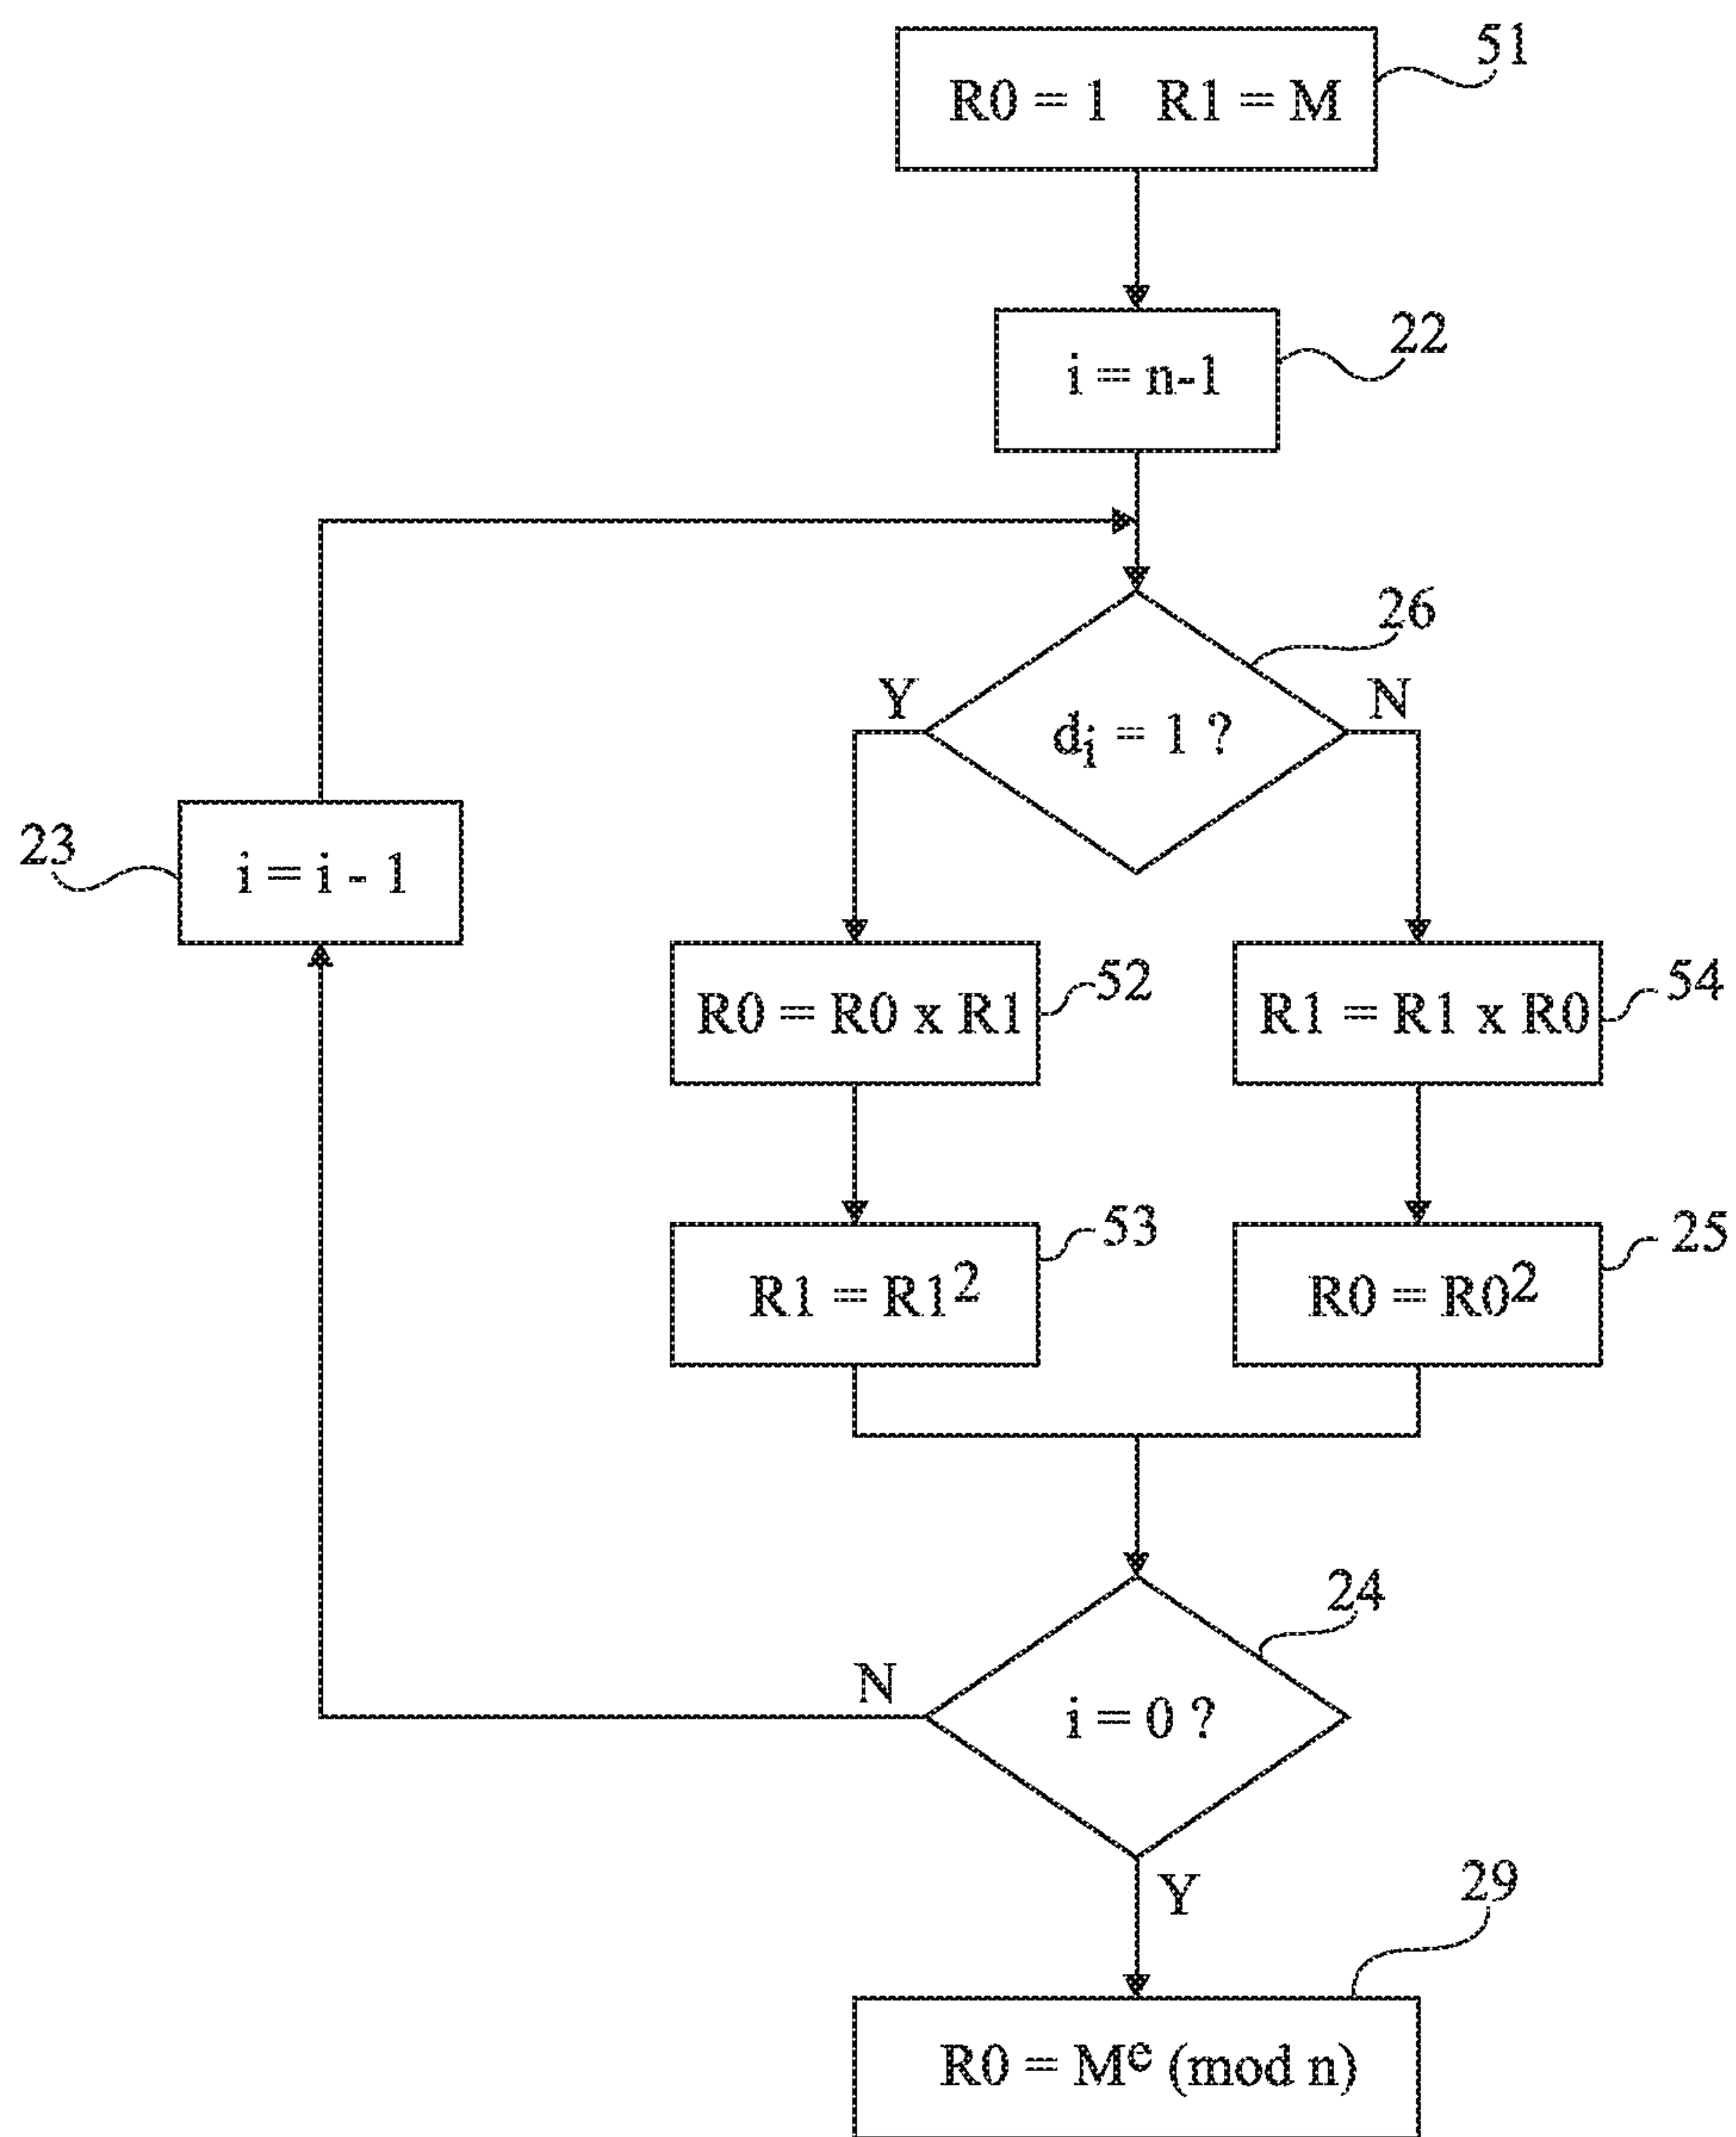 51
R0 = 1 R1 = M
22
i = n-1
26
Y
N
dᵢ = 1 ?
23
i = i - 1
52
R0 = R0 x R1
54
R1 = R1 x R0
53
R1 = R1²
25
R0 = R0²
24
N
i = 0 ?
Y
29
R0 = Mᵉ (mod n)